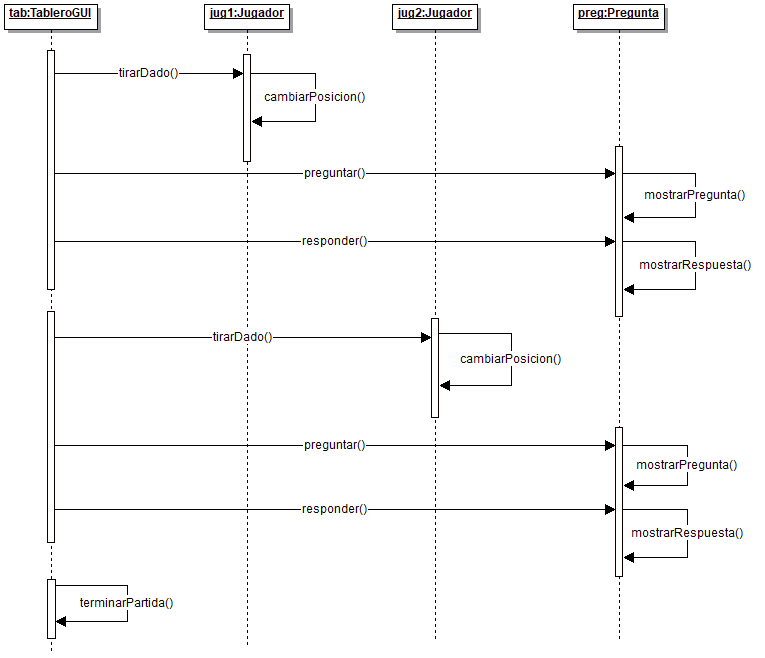 tab:TableroGUI
jug1:Jugador
jug2:Jugador
preg:Pregunta
tirarDado()
cambiarPosicion()
preguntar()
mostrarPregunta()
responder()
mostrarRespuesta()
tirarDado()
cambiarPosicion()
preguntar()
mostrarPregunta()
responder()
mostrarRespuesta()
terminarPartida()